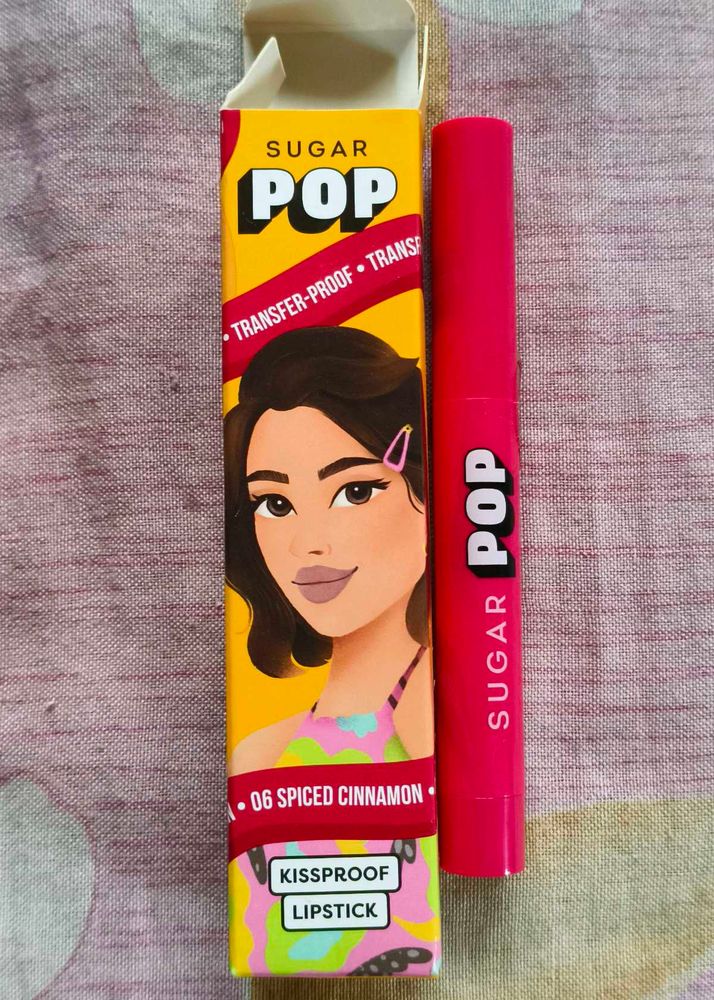 SUGAR
POP
• TRANSFER-PROOF • TRANSF
• 06 SPICED CINNAMON •
KISSPROOF
LIPSTICK
SUGAR POP